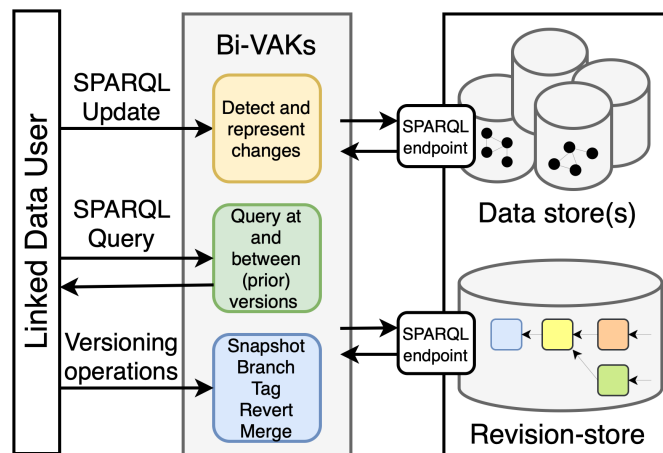 Linked Data User
SPARQL
Update
SPARQL
Query
Versioning
operations
Bi-VAKs
Detect and
represent
changes
Query at
and
between
(prior)
versions
Snapshot
Branch
Tag
Revert
Merge
SPARQL
endpoint
SPARQL
endpoint
Data store(s)
Revision-store